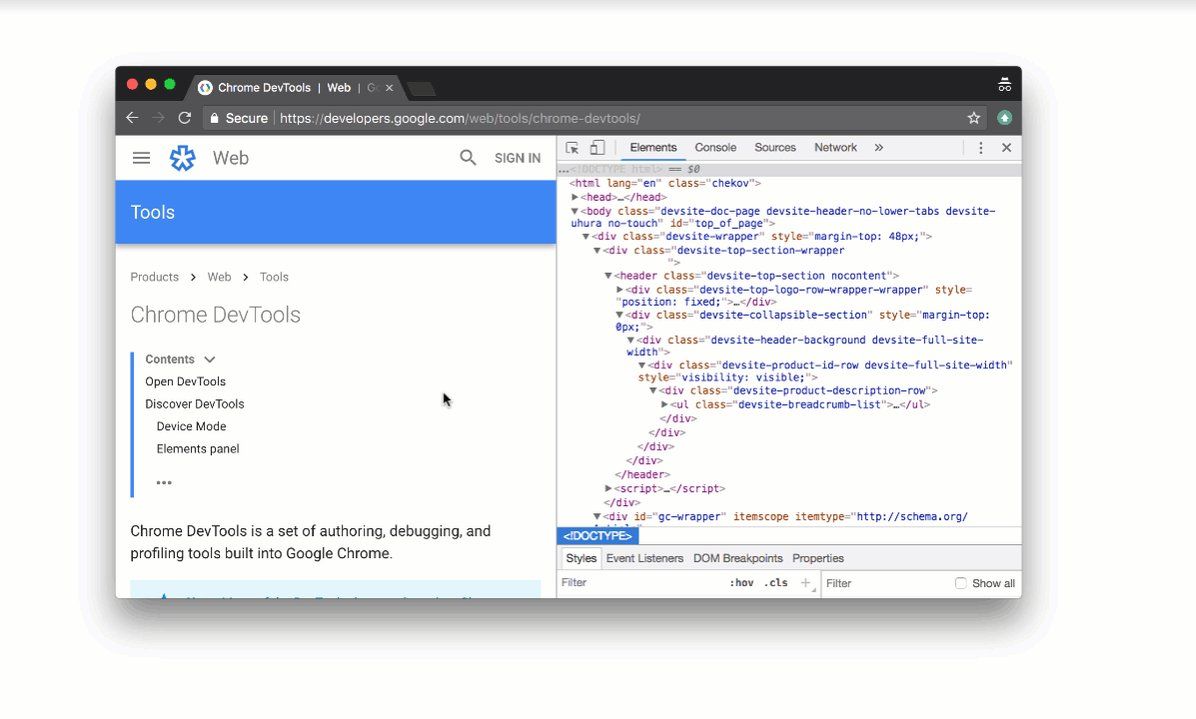 Chrome DevTools | Web | G
Secure https://developers.google.com/web/tools/chrome-devtools/
Web
SIGN IN
Tools
Products > Web > Tools
Chrome DevTools
Contents
Open DevTools
Discover DevTools
Device Mode
Elements panel
•••
Chrome DevTools is a set of authoring, debugging, and
profiling tools built into Google Chrome.
Elements Console Sources Network »
…<!DOCTYPE html> == $0
<html lang="en" class="chekov">
▶<head>…</head>
▼<body class="devsite-doc-page devsite-header-no-lower-tabs devsite-
uhura no-touch" id="top_of_page">
▼<div class="devsite-wrapper" style="margin-top: 48px;">
▼<div class="devsite-top-section-wrapper
">
▼<header class="devsite-top-section nocontent">
▶<div class="devsite-top-logo-row-wrapper-wrapper" style=
"position: fixed;">…</div>
▼<div class="devsite-collapsible-section" style="margin-top:
0px;">
▼<div class="devsite-header-background devsite-full-site-
width">
▼<div class="devsite-product-id-row devsite-full-site-width"
style="visibility: visible;">
▼<div class="devsite-product-description-row">
▶<ul class="devsite-breadcrumb-list">…</ul>
</div>
</div>
</div>
</div>
</header>
▶<script>…</script>
</div>
▼<div id="gc-wrapper" itemscope itemtype="http://schema.org/
<!DOCTYPE>
Styles Event Listeners DOM Breakpoints Properties
Filter :hov .cls + Filter Show all